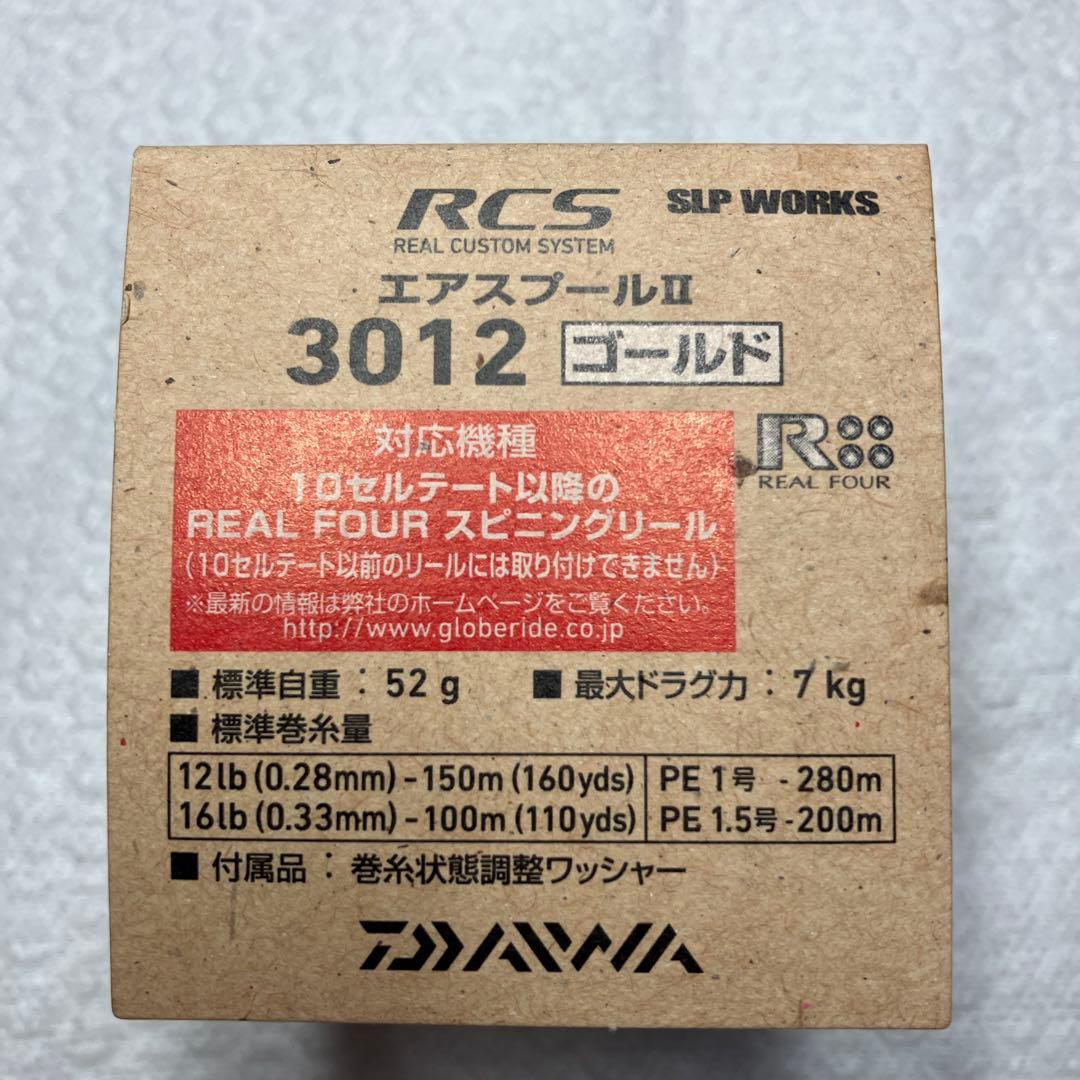 RCS SLP WORKS
REAL CUSTOM SYSTEM
エアスプールⅡ
3012 ゴールド
対応機種
10セルテート以降の
REAL FOUR スピニングリール
(10セルテート以前のリールには取り付けできません)
※最新の情報は弊社のホームページをご覧ください。
http://www.globeride.co.jp
R
REAL FOUR
■ 標準自重:52g ■ 最大ドラグ力:7kg
■ 標準巻糸量
12lb(0.28mm)-150m(160yds) PE 1号 -280m
16lb(0.33mm)-100m(110yds) PE 1.5号-200m
■ 付属品:巻糸状態調整ワッシャー
DAIWA